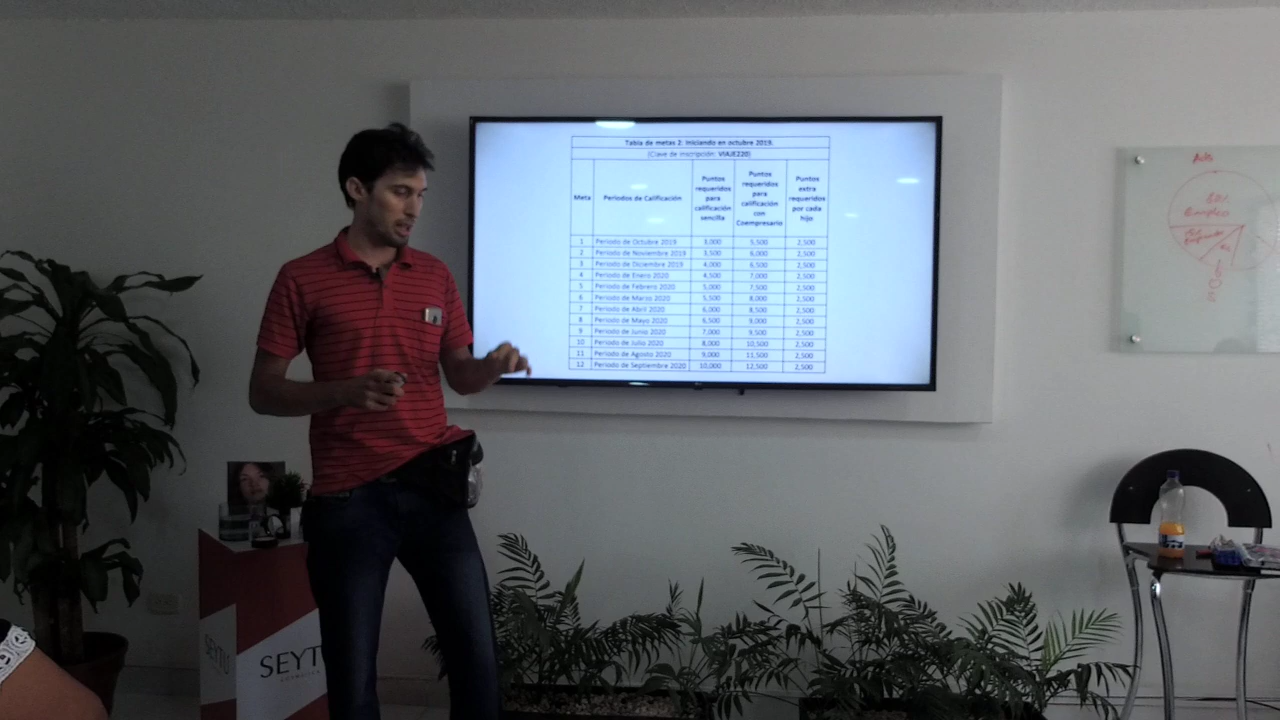 Tabla de metas 2: Iniciando en octubre 2019.
(Clave de inscripción: VIAJE220)
Meta Periodos de Calificación Puntos requeridos para calificación sencilla Puntos requeridos para calificación con Coempresario Puntos extra requeridos por cada hijo
1 Periodo de Octubre 2019 3,000 5,500 2,500
2 Periodo de Noviembre 2019 3,500 6,000 2,500
3 Periodo de Diciembre 2019 4,000 6,500 2,500
4 Periodo de Enero 2020 4,500 7,000 2,500
5 Periodo de Febrero 2020 5,000 7,500 2,500
6 Periodo de Marzo 2020 5,500 8,000 2,500
7 Periodo de Abril 2020 6,000 8,500 2,500
8 Periodo de Mayo 2020 6,500 9,000 2,500
9 Periodo de Junio 2020 7,000 9,500 2,500
10 Periodo de Julio 2020 8,000 10,500 2,500
11 Periodo de Agosto 2020 9,000 11,500 2,500
12 Periodo de Septiembre 2020 10,000 12,500 2,500
Empleo
SEYTU
SEYT